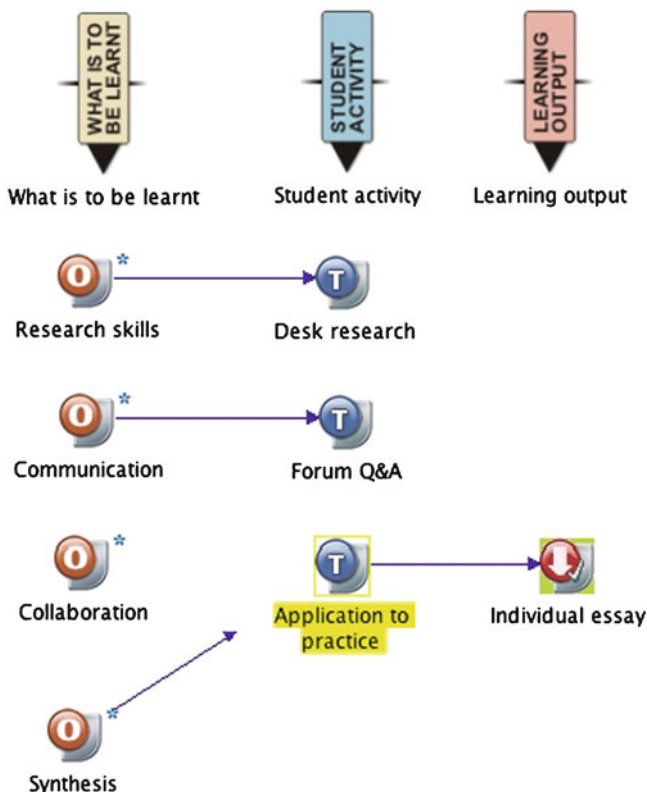 WHAT IS TO
BE LEARNT
STUDENT
ACTIVITY
LEARNING
OUTPUT
What is to be learnt
Student activity
Learning output
O
*
T
Research skills
Desk research
O
*
T
Communication
Forum Q&A
O
*
T
Collaboration
Application to
practice
Individual essay
O
*
Synthesis